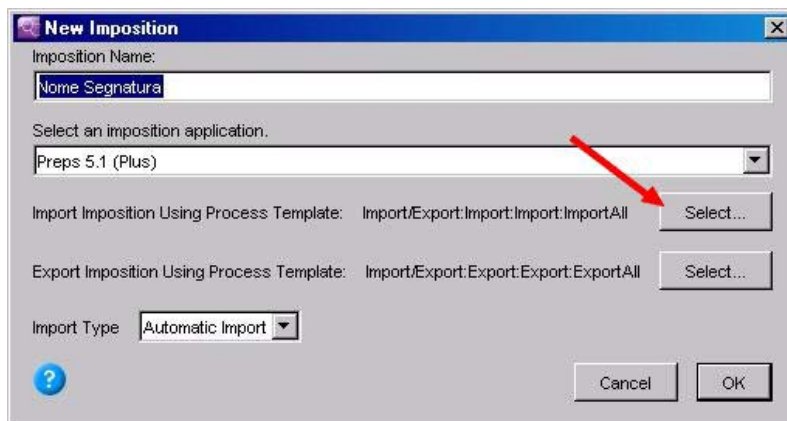 New Imposition
Imposition Name:
Nome Segnatura
Select an imposition application.
Preps 5.1 (Plus)
Import Imposition Using Process Template: Import/Export:Import:Import:ImportAll Select...
Export Imposition Using Process Template: Import/Export:Export:Export:ExportAll Select...
Import Type Automatic Import
? Cancel OK